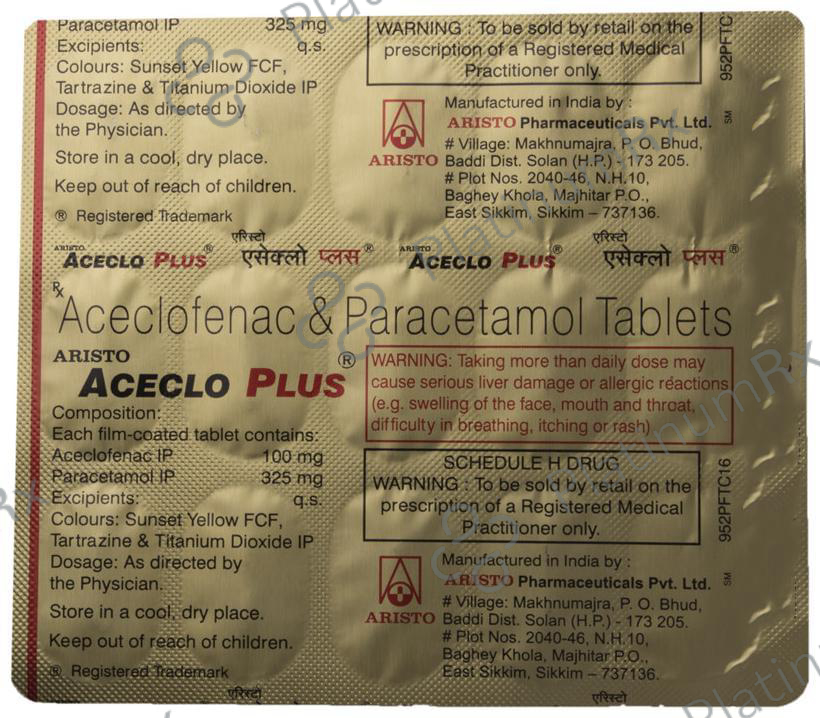 Paracetamol IP 325 mg
Excipients: q.s.
Colours: Sunset Yellow FCF,
Tartrazine & Titanium Dioxide IP
Dosage: As directed by
the Physician.
Store in a cool, dry place.
Keep out of reach of children.
® Registered Trademark
WARNING : To be sold by retail on the
prescription of a Registered Medical
Practitioner only.
952PFTC
Manufactured in India by :
ARISTO Pharmaceuticals Pvt. Ltd. SM
ARISTO
# Village: Makhnumajra, P. O. Bhud,
Baddi Dist. Solan (H.P.) - 173 205.
# Plot Nos. 2040-46, N.H.10,
Baghey Khola, Majhitar P.O.,
East Sikkim, Sikkim – 737136.
ARISTO ACECLO PLUS® एरिस्टो एसेक्लो प्लस® ARISTO ACECLO PLUS® एरिस्टो एसेक्लो प्लस®
Rx Aceclofenac & Paracetamol Tablets
ARISTO
ACECLO PLUS®
Composition:
Each film-coated tablet contains:
Aceclofenac IP 100 mg
Paracetamol IP 325 mg
Excipients: q.s.
Colours: Sunset Yellow FCF,
Tartrazine & Titanium Dioxide IP
Dosage: As directed by
the Physician.
Store in a cool, dry place.
Keep out of reach of children.
® Registered Trademark
WARNING: Taking more than daily dose may
cause serious liver damage or allergic reactions
(e.g. swelling of the face, mouth and throat,
difficulty in breathing, itching or rash)
SCHEDULE H DRUG
WARNING : To be sold by retail on the
prescription of a Registered Medical
Practitioner only.
952PFTC16
Manufactured in India by :
ARISTO Pharmaceuticals Pvt. Ltd. SM
ARISTO
# Village: Makhnumajra, P. O. Bhud,
Baddi Dist. Solan (H.P.) - 173 205.
# Plot Nos. 2040-46, N.H.10,
Baghey Khola, Majhitar P.O.,
East Sikkim, Sikkim – 737136.
एरिस्टो एरिस्टो
PlatinumRx